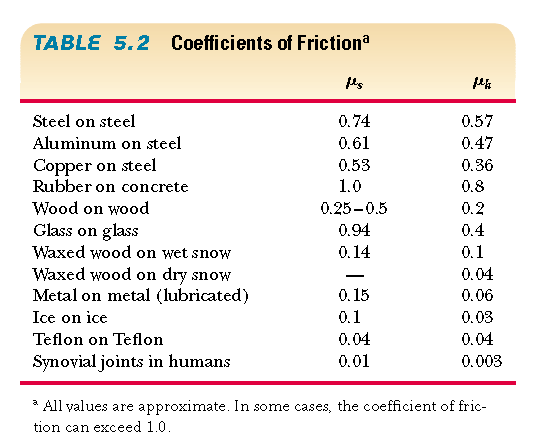 TABLE 5.2 Coefficients of Frictionᵃ
μₛ μₖ
Steel on steel 0.74 0.57
Aluminum on steel 0.61 0.47
Copper on steel 0.53 0.36
Rubber on concrete 1.0 0.8
Wood on wood 0.25–0.5 0.2
Glass on glass 0.94 0.4
Waxed wood on wet snow 0.14 0.1
Waxed wood on dry snow — 0.04
Metal on metal (lubricated) 0.15 0.06
Ice on ice 0.1 0.03
Teflon on Teflon 0.04 0.04
Synovial joints in humans 0.01 0.003
ᵃ All values are approximate. In some cases, the coefficient of fric-
tion can exceed 1.0.